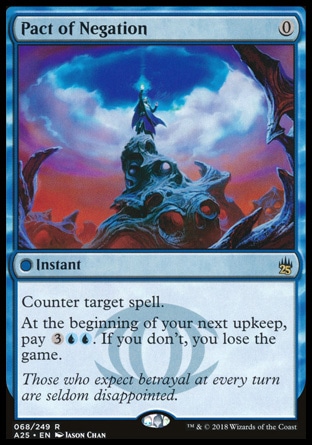 Pact of Negation 0
Instant
25
Counter target spell.
At the beginning of your next upkeep,
pay 3UU. If you don't, you lose the
game.
Those who expect betrayal at every turn
are seldom disappointed.
068/249 R
A25 • EN Jason Chan
™ & © 2018 Wizards of the Coast